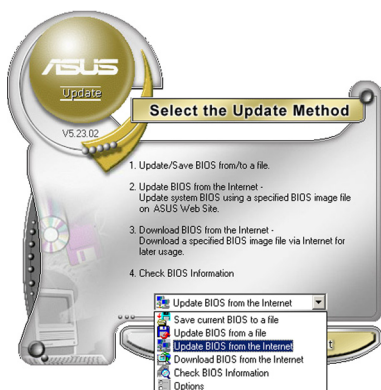 ASUS
Update
V5.23.02
Select the Update Method
1. Update/Save BIOS from/to a file.
2. Update BIOS from the Internet -
Update system BIOS using a specified BIOS image file
on ASUS Web Site.
3. Download BIOS from the Internet -
Download a specified BIOS image file via Internet for
later usage.
4. Check BIOS Information
Update BIOS from the Internet
Save current BIOS to a file
Update BIOS from a file
Update BIOS from the Internet
Download BIOS from the Internet
Check BIOS Information
Options